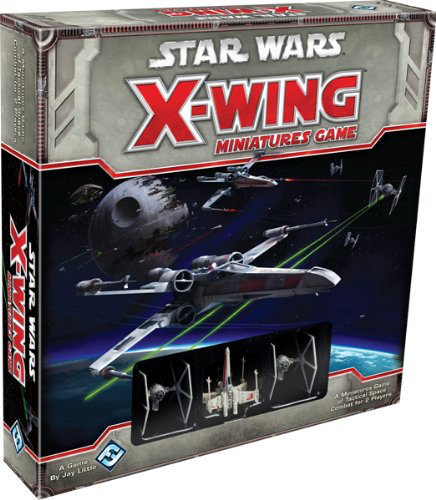 STAR WARS
X-WING
MINIATURES GAME
STAR WARS
X-WING
MINIATURES GAME
A Miniatures Game
of Tactical Space
Combat for 2 Players
A Game
By Jay Little